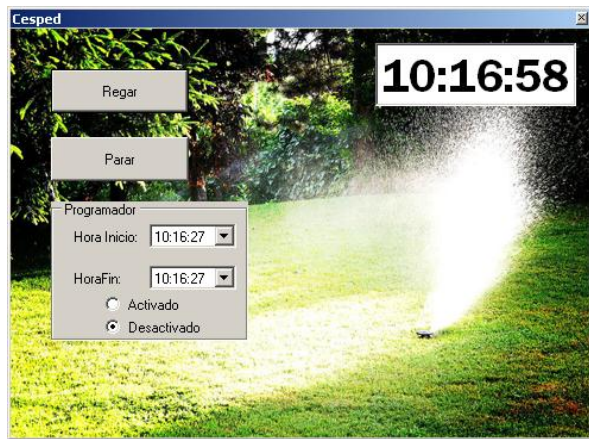 Cesped
10:16:58
Regar
Parar
Programador
Hora Inicio: 10:16:27
HoraFin: 10:16:27
Activado
Desactivado